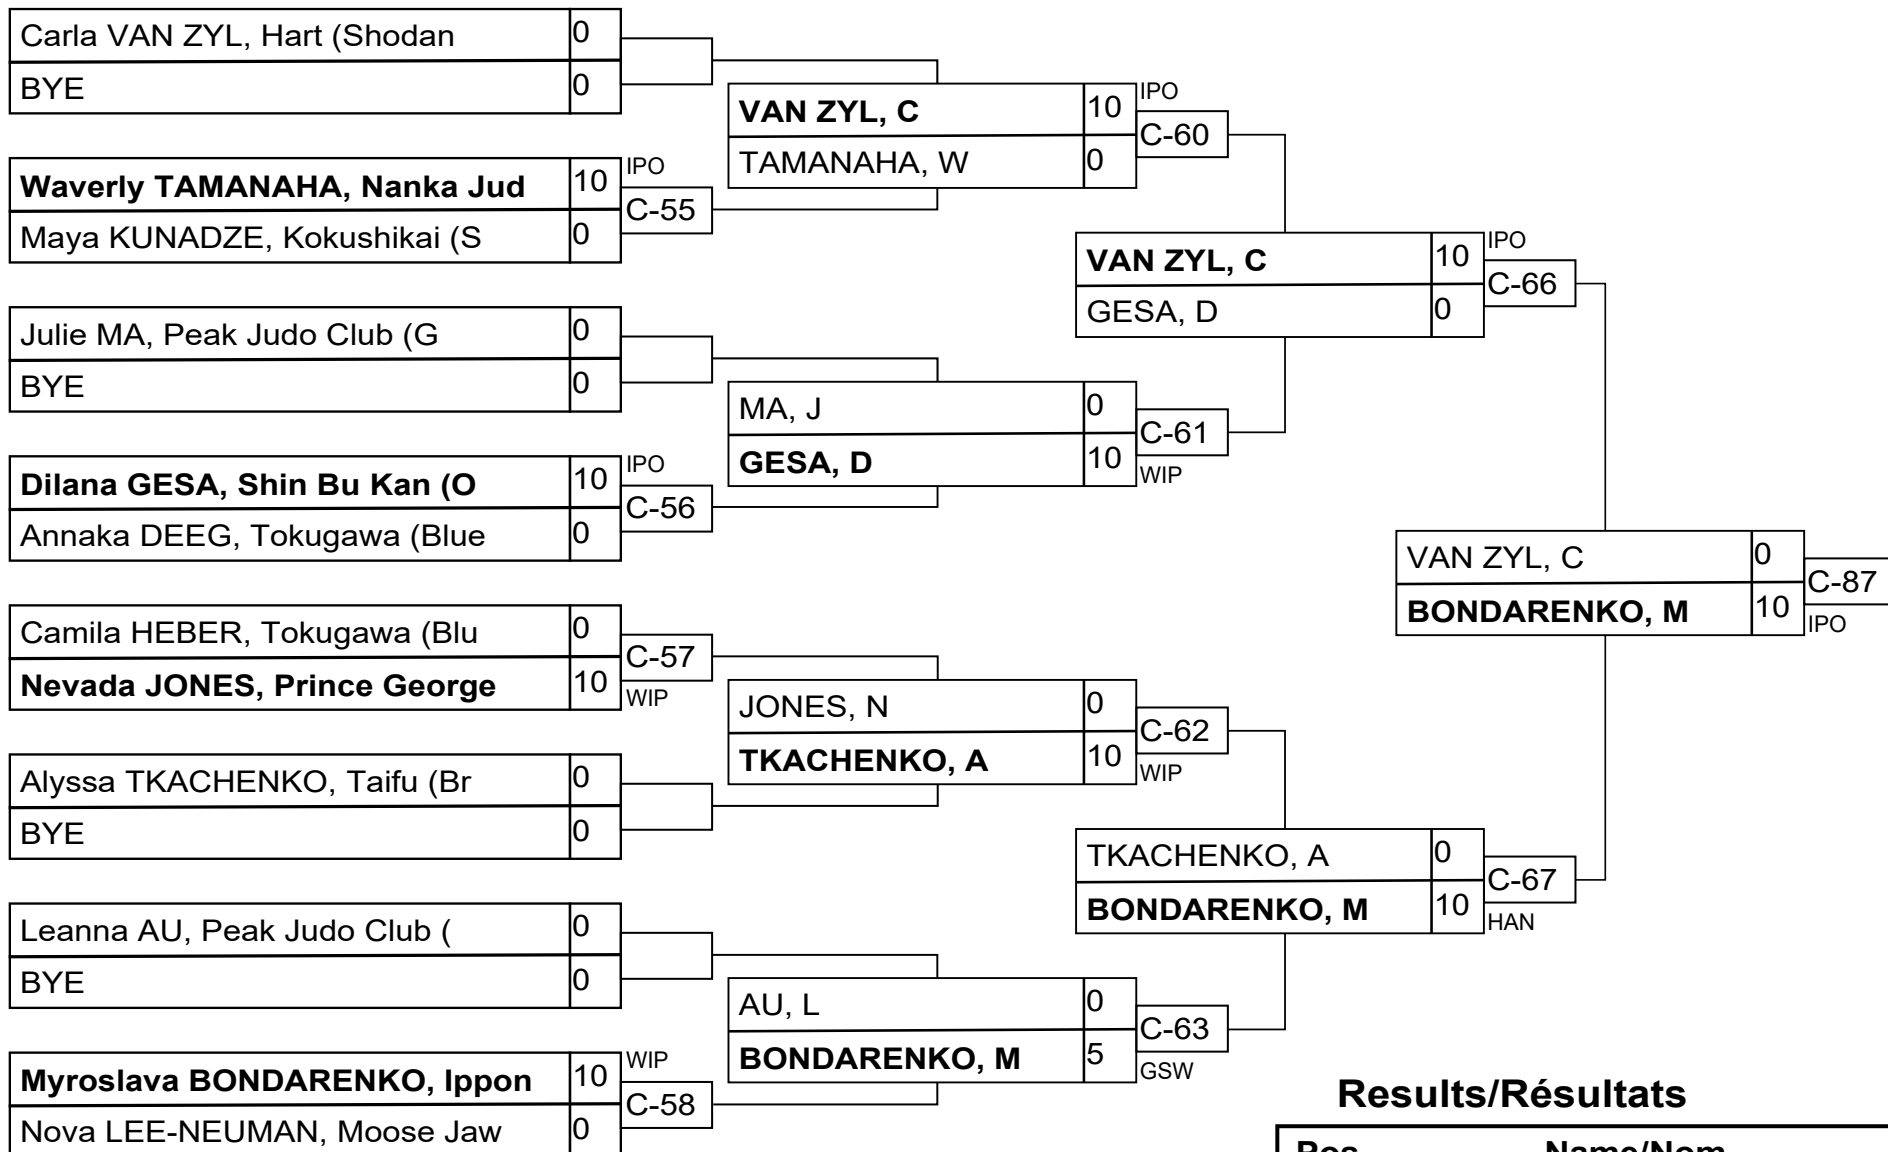 Carla VAN ZYL, Hart (Shodan 0
BYE 0
Waverly TAMANAHA, Nanka Jud 10 IPO
C-55
Maya KUNADZE, Kokushikai (S 0
Julie MA, Peak Judo Club (G 0
BYE 0
Dilana GESA, Shin Bu Kan (O 10 IPO
C-56
Annaka DEEG, Tokugawa (Blue 0
Camila HEBER, Tokugawa (Blu 0
C-57
Nevada JONES, Prince George 10 WIP
Alyssa TKACHENKO, Taifu (Br 0
BYE 0
Leanna AU, Peak Judo Club ( 0
BYE 0
Myroslava BONDARENKO, Ippon 10 WIP
C-58
Nova LEE-NEUMAN, Moose Jaw 0
VAN ZYL, C 10 IPO
C-60
TAMANAHA, W 0
MA, J 0
C-61
GESA, D 10 WIP
JONES, N 0
C-62
TKACHENKO, A 10 WIP
AU, L 0
C-63
BONDARENKO, M 5 GSW
VAN ZYL, C 10 IPO
C-66
GESA, D 0
TKACHENKO, A 0
C-67
BONDARENKO, M 10 HAN
VAN ZYL, C 0
C-87
BONDARENKO, M 10 IPO
Results/Résultats
Pos Name/Nom